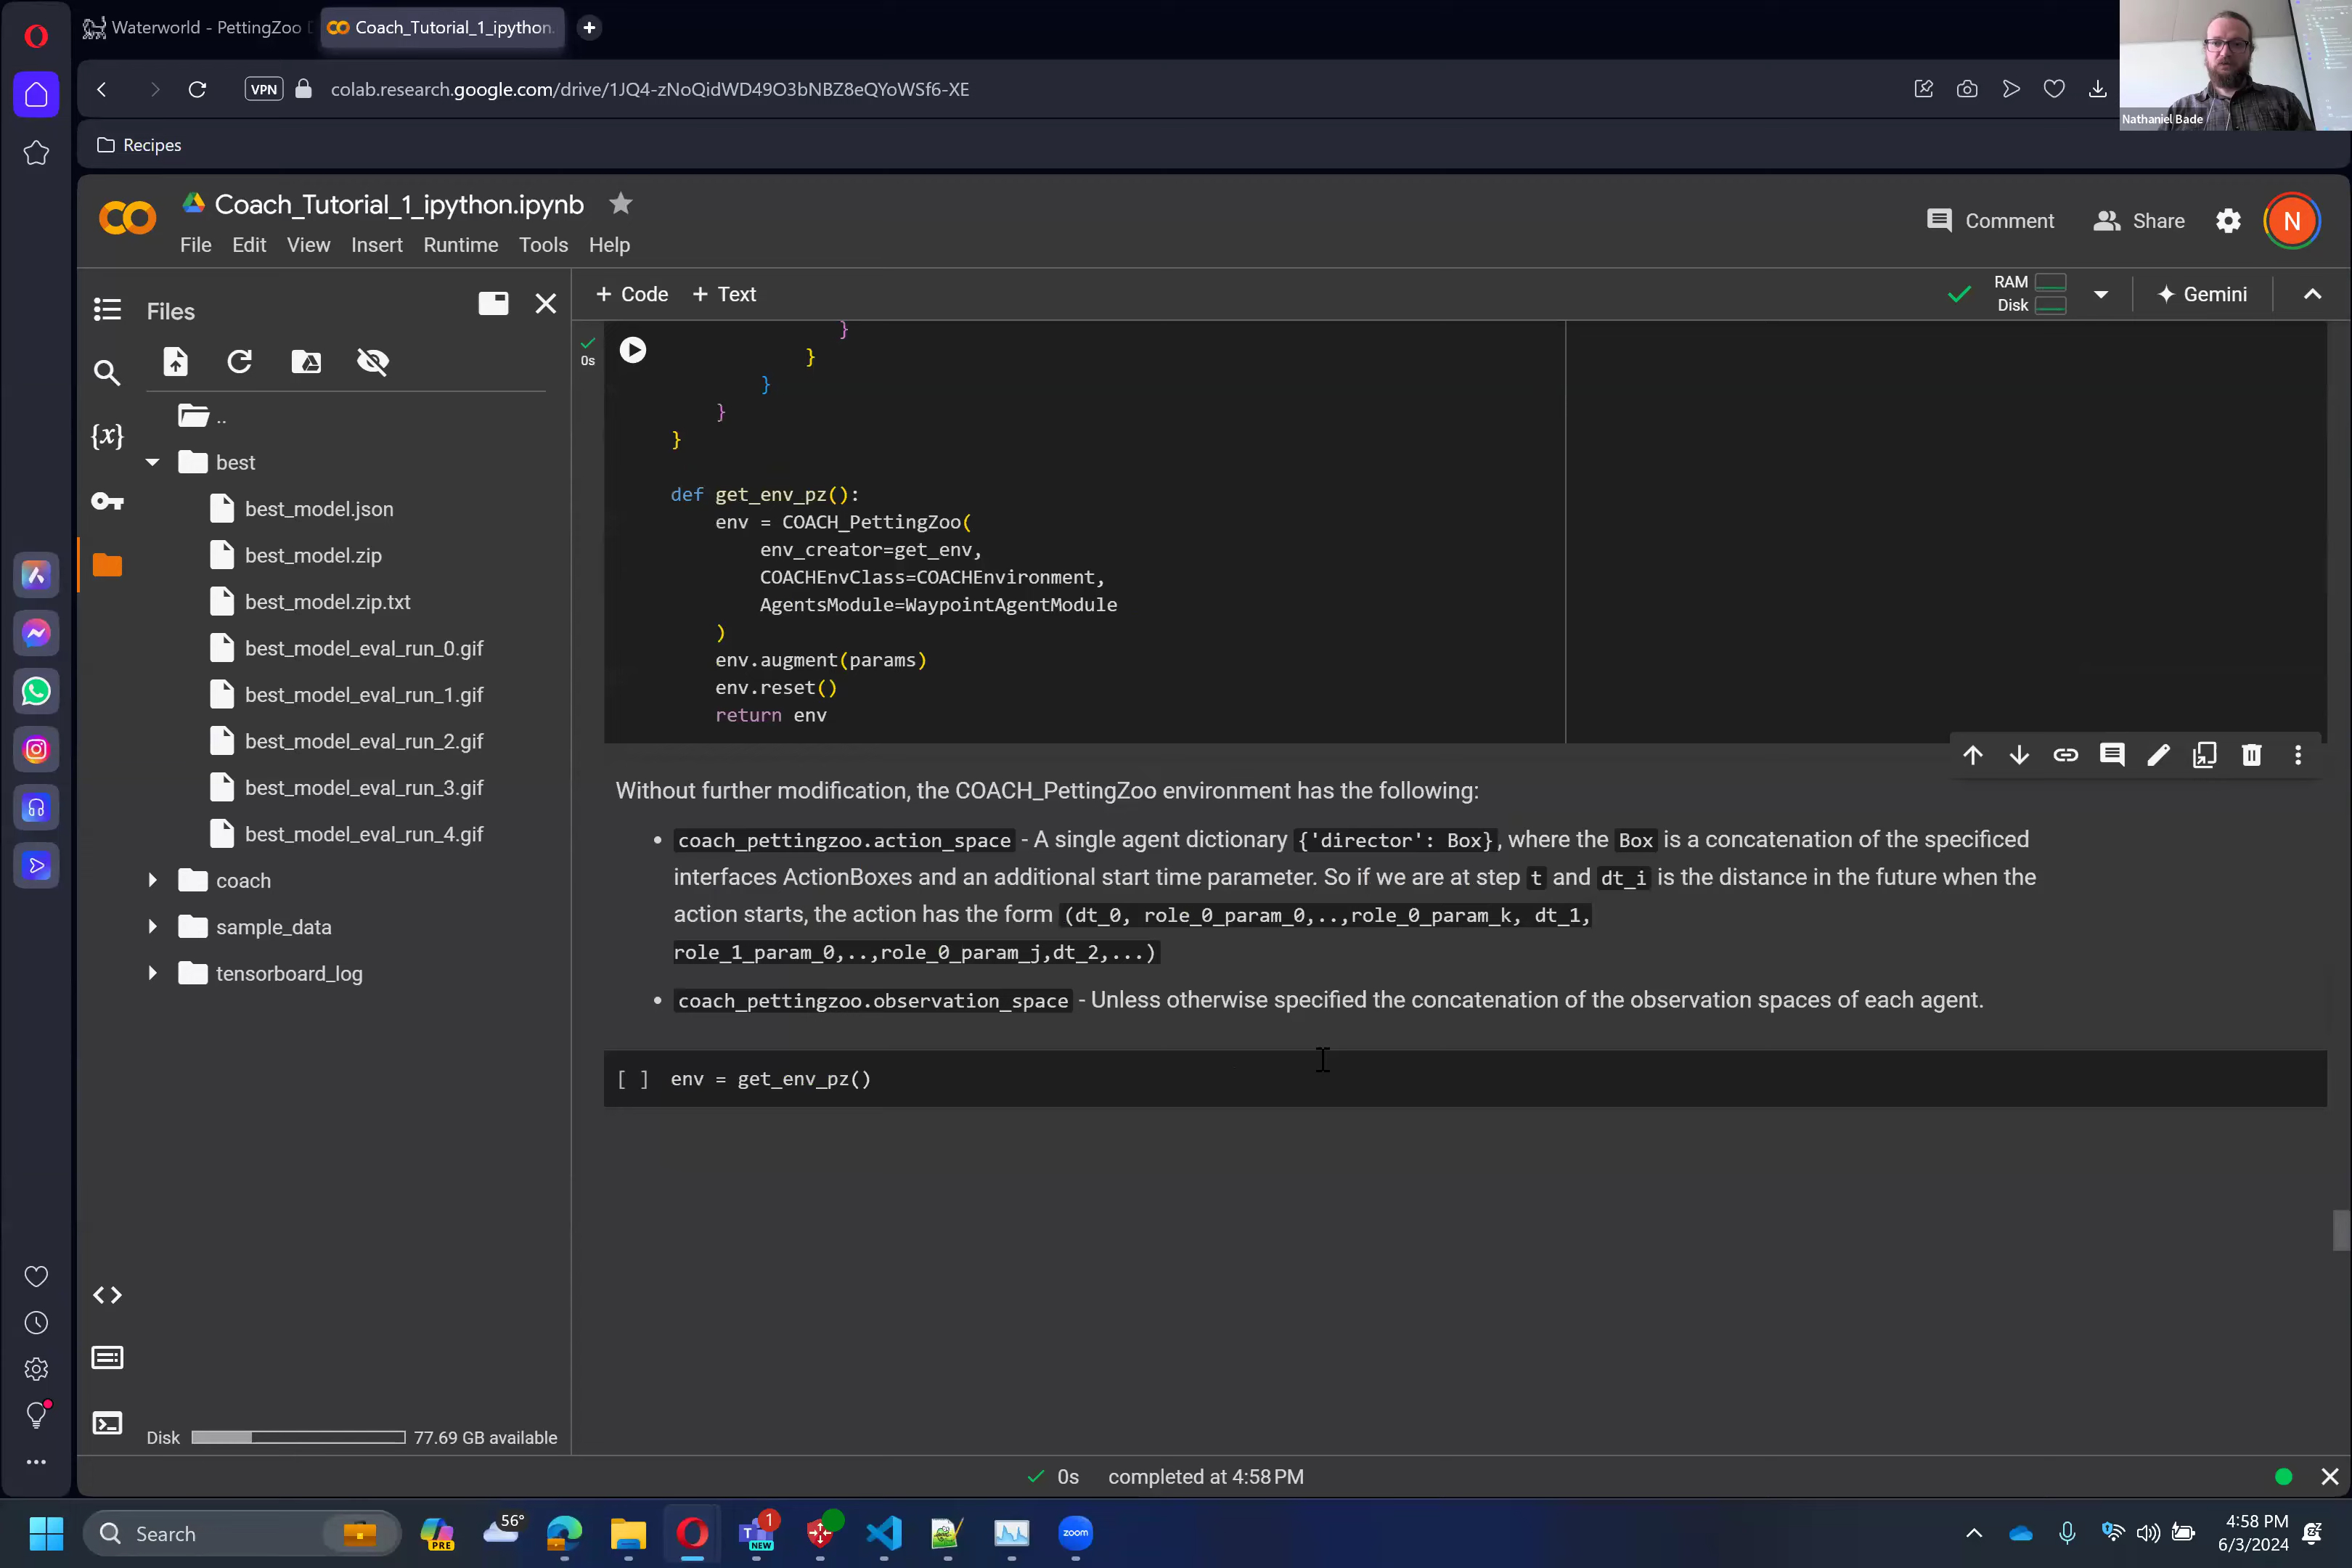 Waterworld - PettingZoo D
Coach_Tutorial_1_ipython.
VPN
colab.research.google.com/drive/1JQ4-zNoQidWD49O3bNBZ8eQYoWSf6-XE
Nathaniel Bade
Recipes
Coach_Tutorial_1_ipython.ipynb
File Edit View Insert Runtime Tools Help
Comment
Share
N
Files
+ Code + Text
RAM
Disk
Gemini
..
best
best_model.json
best_model.zip
best_model.zip.txt
best_model_eval_run_0.gif
best_model_eval_run_1.gif
best_model_eval_run_2.gif
best_model_eval_run_3.gif
best_model_eval_run_4.gif
coach
sample_data
tensorboard_log
{x}
<>
Disk
77.69 GB available
0s
}
}
}
}
}
def get_env_pz():
env = COACH_PettingZoo(
env_creator=get_env,
COACHEnvClass=COACHEnvironment,
AgentsModule=WaypointAgentModule
)
env.augment(params)
env.reset()
return env
Without further modification, the COACH_PettingZoo environment has the following:
• coach_pettingzoo.action_space - A single agent dictionary {'director': Box}, where the Box is a concatenation of the specificed
interfaces ActionBoxes and an additional start time parameter. So if we are at step t and dt_i is the distance in the future when the
action starts, the action has the form (dt_0, role_0_param_0,..,role_0_param_k, dt_1,
role_1_param_0,..,role_0_param_j,dt_2,...)
• coach_pettingzoo.observation_space - Unless otherwise specified the concatenation of the observation spaces of each agent.
[ ] env = get_env_pz()
0s completed at 4:58 PM
Search
PRE
56°
1
NEW
zoom
4:58 PM
6/3/2024